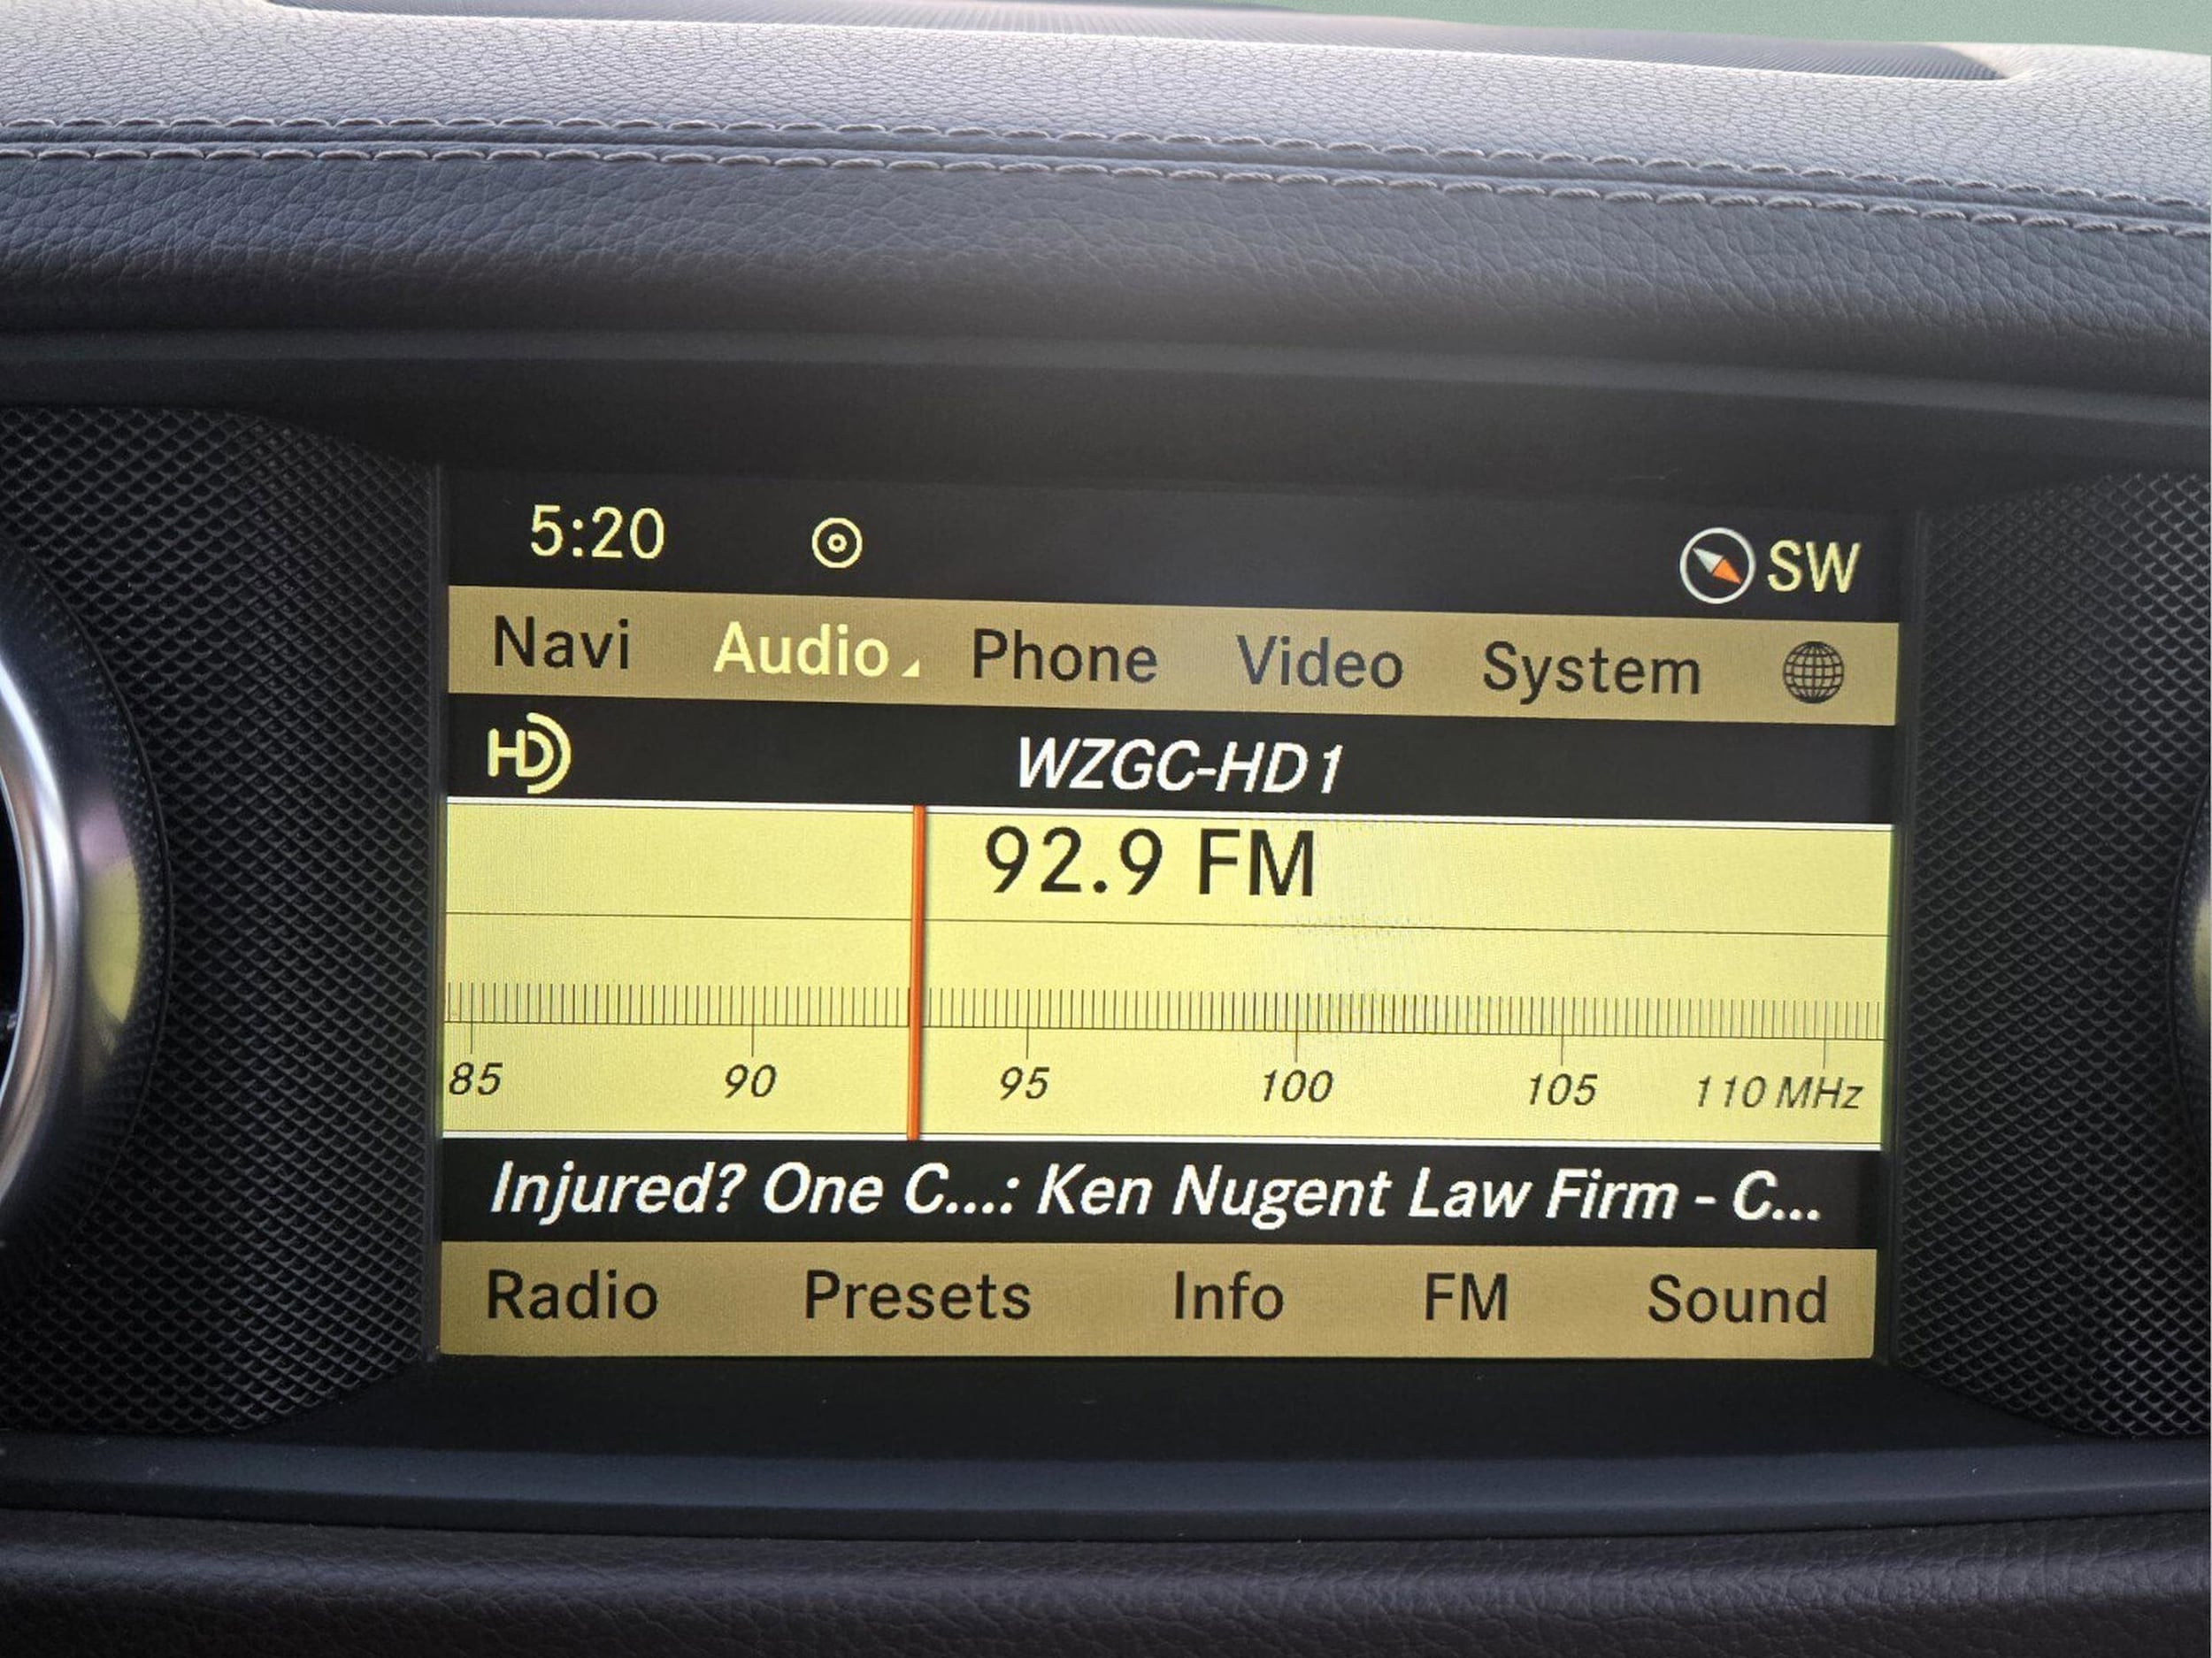 5:20 SW
Navi Audio Phone Video System
HD WZGC-HD1
92.9 FM
85 90 95 100 105 110 MHz
Injured? One C...: Ken Nugent Law Firm - C...
Radio Presets Info FM Sound